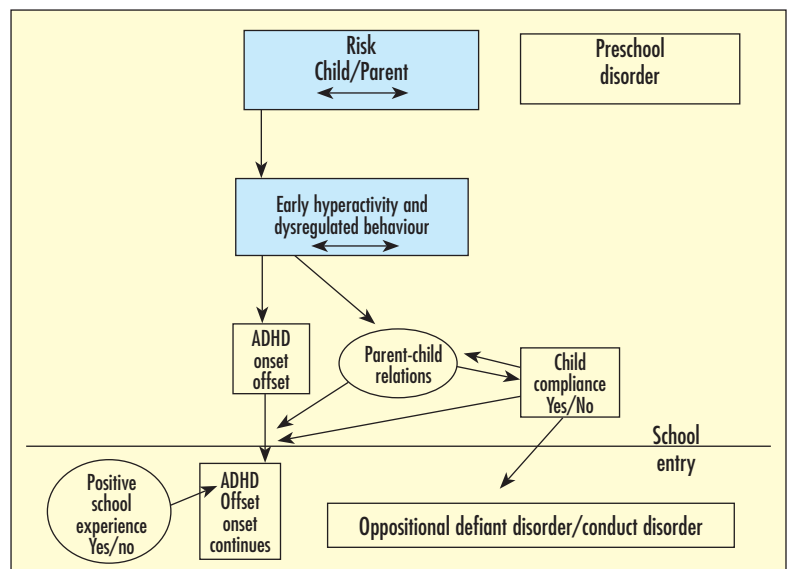 Risk
Child/Parent
Preschool
disorder
Early hyperactivity and
dysregulated behaviour
ADHD
onset
offset
Parent-child
relations
Child
compliance
Yes/No
School
entry
Positive
school
experience
Yes/no
ADHD
Offset
onset
continues
Oppositional defiant disorder/conduct disorder